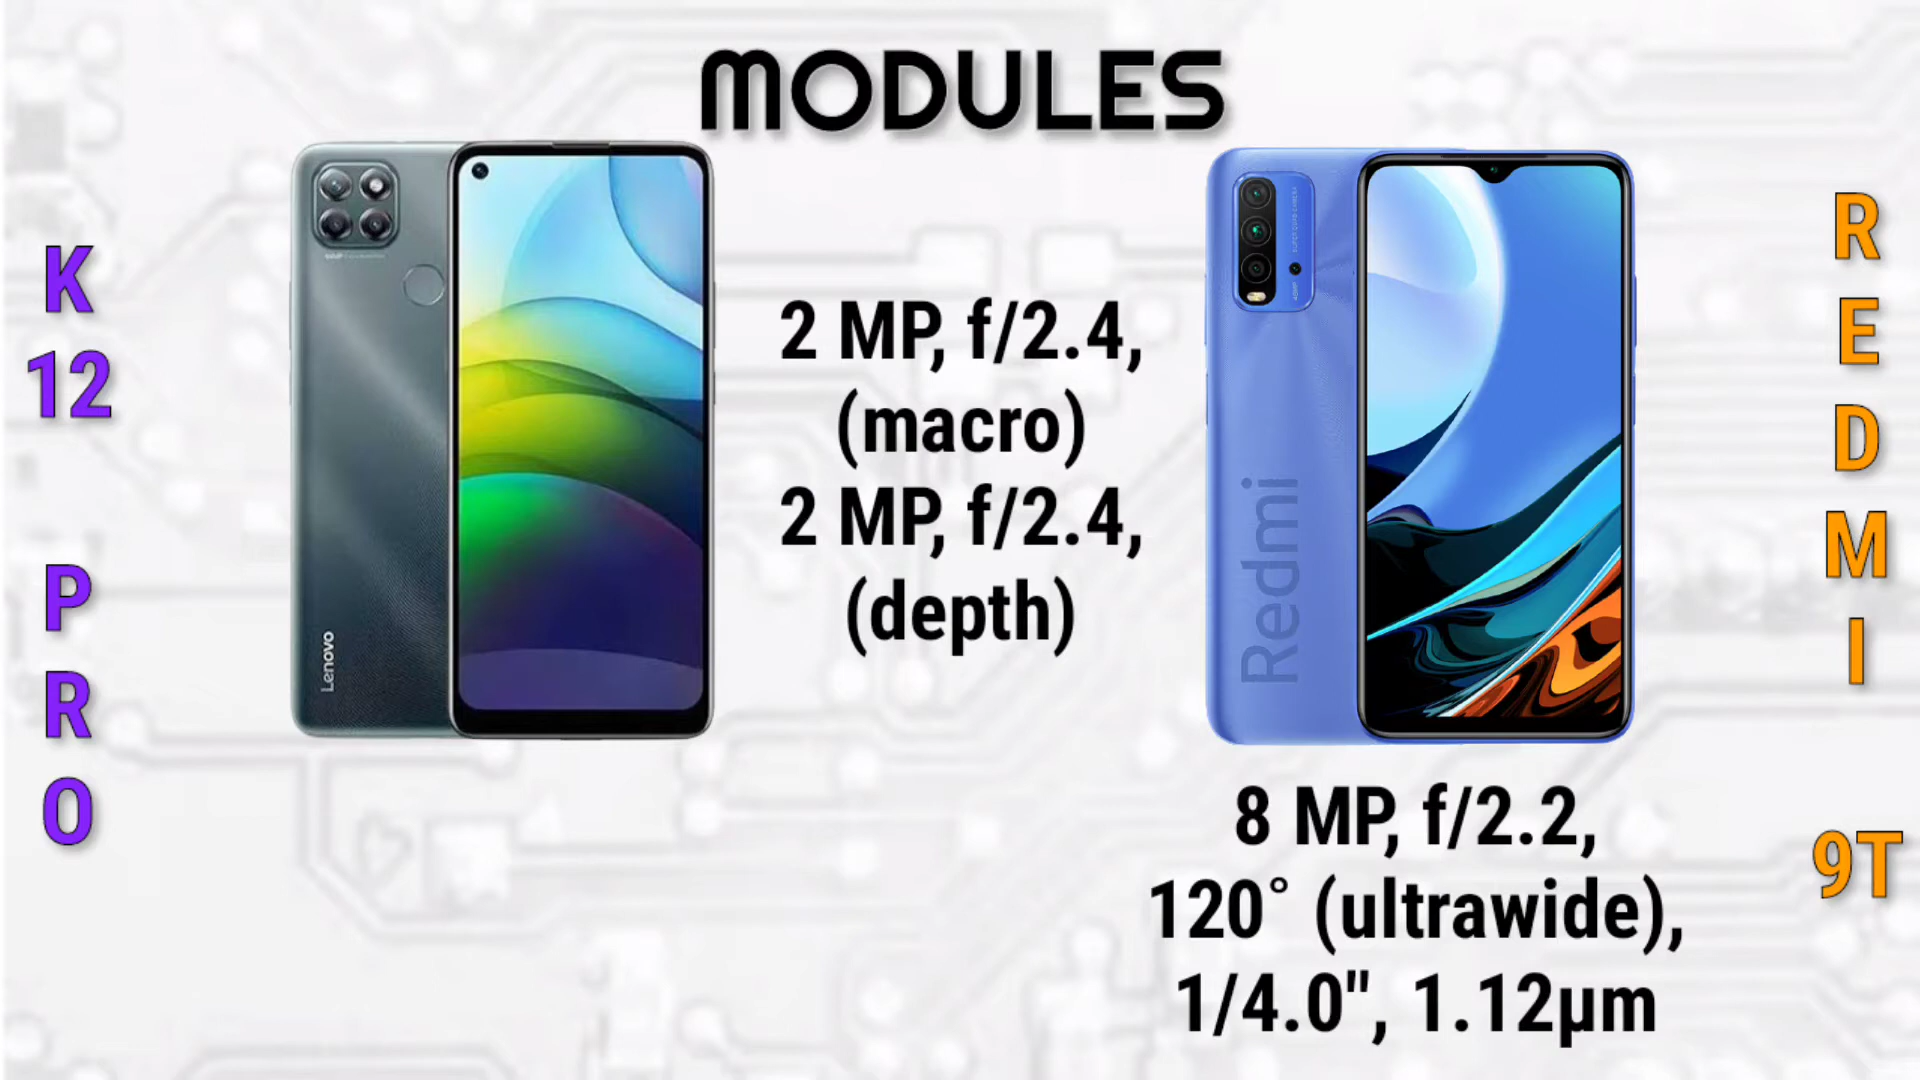 MODULES
K
12
P
R
O
Lenovo
2 MP, f/2.4,
(macro)
2 MP, f/2.4,
(depth)
Redmi
8 MP, f/2.2,
120° (ultrawide),
1/4.0", 1.12µm
R
E
D
M
I
9T